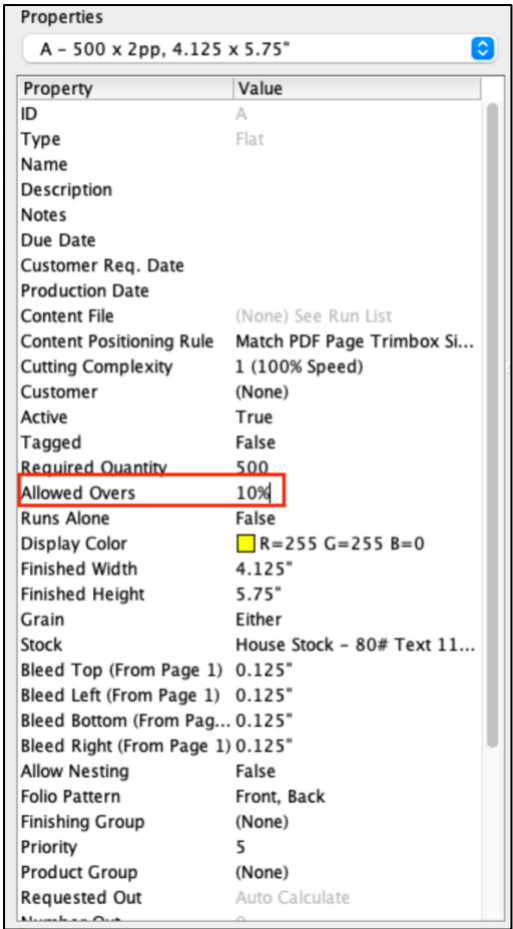 Properties
A – 500 x 2pp, 4.125 x 5.75"
Property Value
ID A
Type Flat
Name
Description
Notes
Due Date
Customer Req. Date
Production Date
Content File (None) See Run List
Content Positioning Rule Match PDF Page Trimbox Si...
Cutting Complexity 1 (100% Speed)
Customer (None)
Active True
Tagged False
Required Quantity 500
Allowed Overs 10%
Runs Alone False
Display Color R=255 G=255 B=0
Finished Width 4.125"
Finished Height 5.75"
Grain Either
Stock House Stock – 80# Text 11...
Bleed Top (From Page 1) 0.125"
Bleed Left (From Page 1) 0.125"
Bleed Bottom (From Pag... 0.125"
Bleed Right (From Page 1) 0.125"
Allow Nesting False
Folio Pattern Front, Back
Finishing Group (None)
Priority 5
Product Group (None)
Requested Out Auto Calculate
Number Out